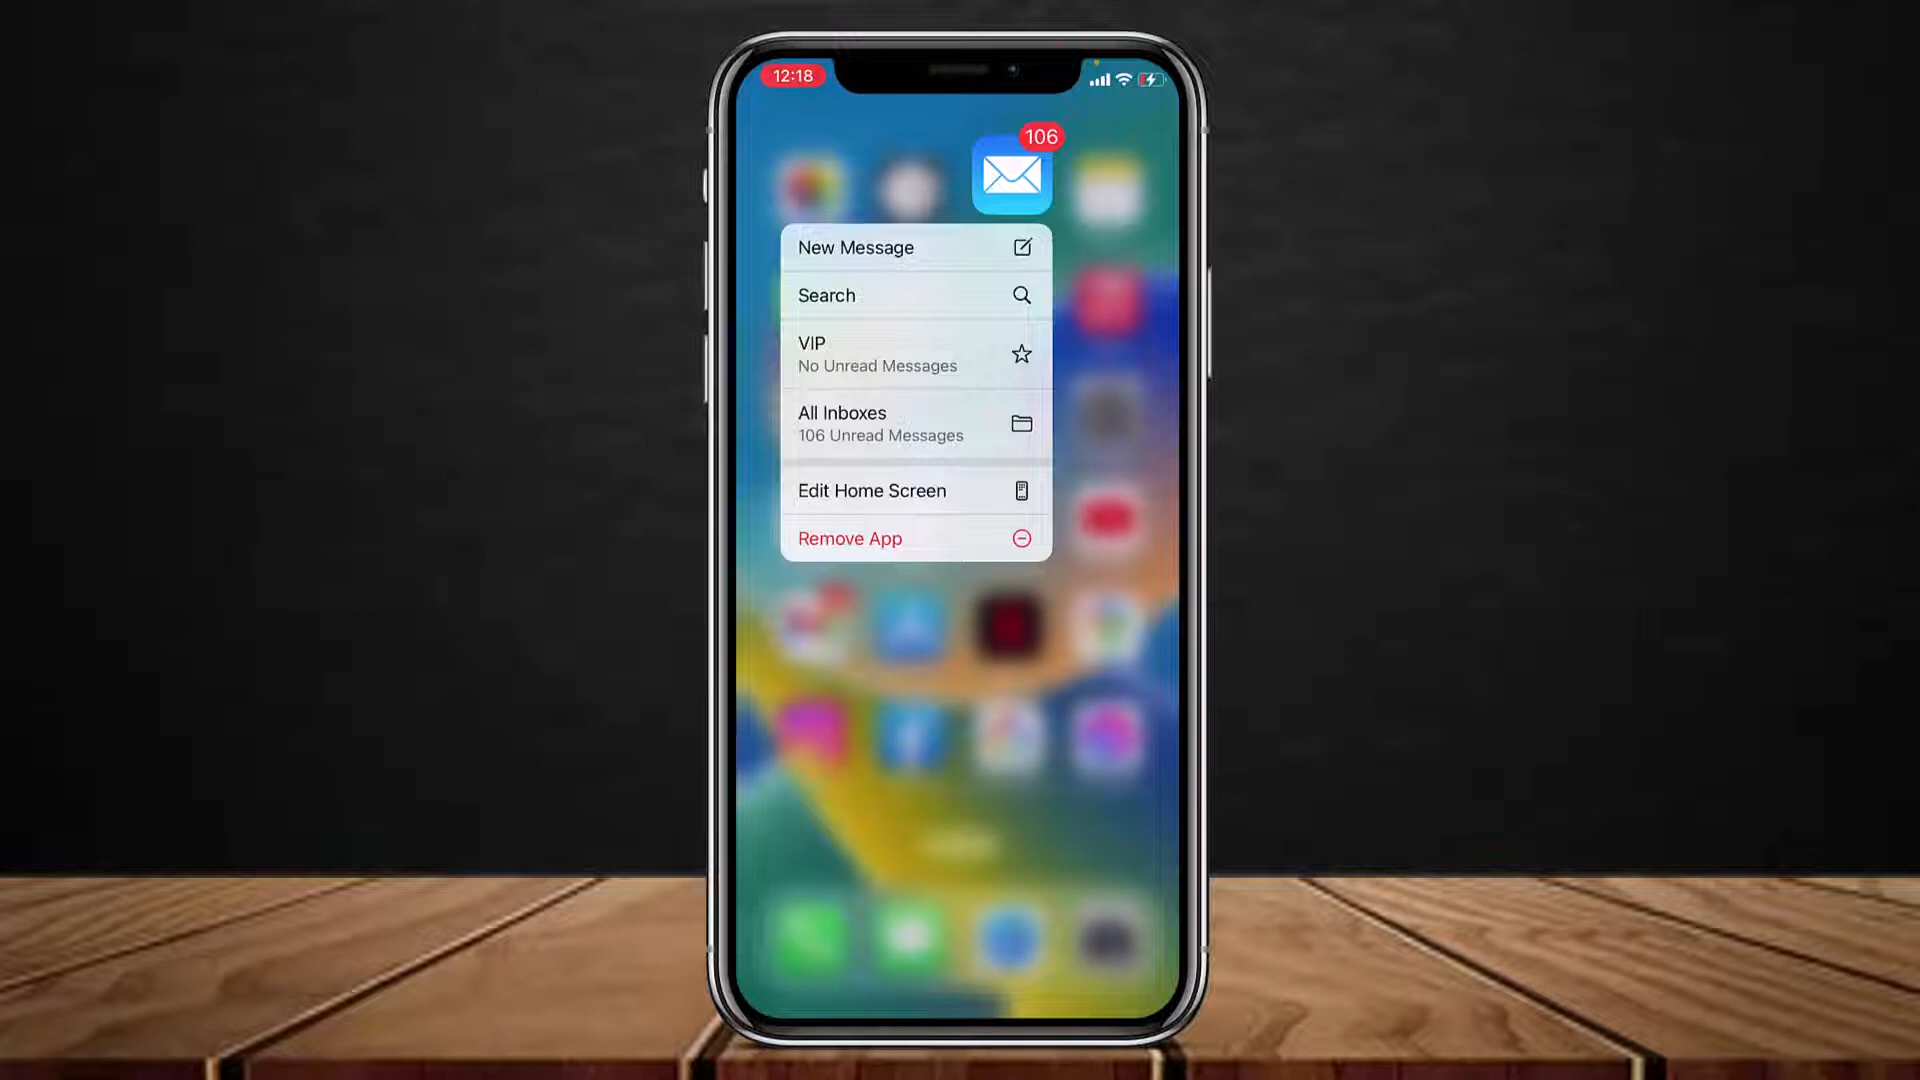 12:18
106
New Message
Search
VIP
No Unread Messages
All Inboxes
106 Unread Messages
Edit Home Screen
Remove App